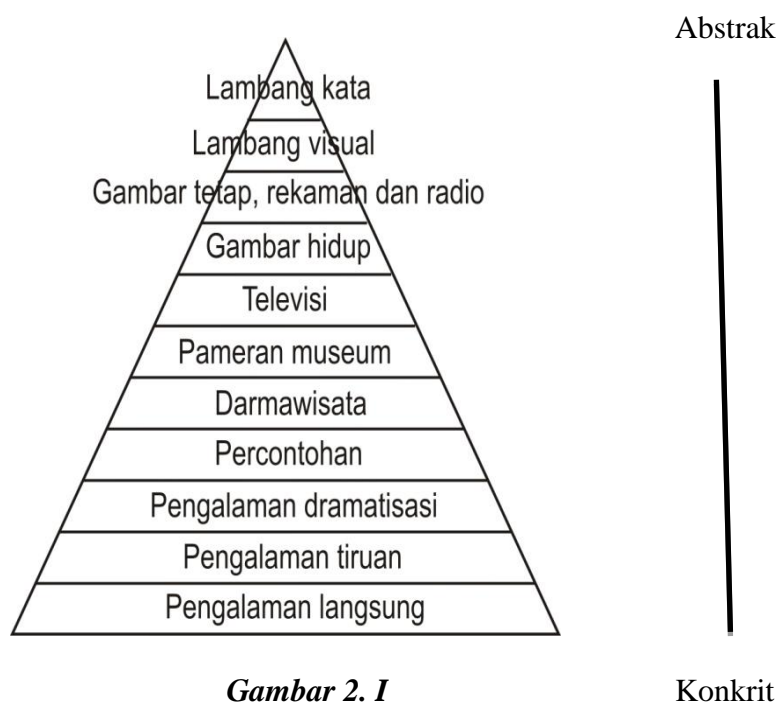 Abstrak
Lambang kata
Lambang visual
Gambar tetap, rekaman dan radio
Gambar hidup
Televisi
Pameran museum
Darmawisata
Percontohan
Pengalaman dramatisasi
Pengalaman tiruan
Pengalaman langsung
Gambar 2. I
Konkrit